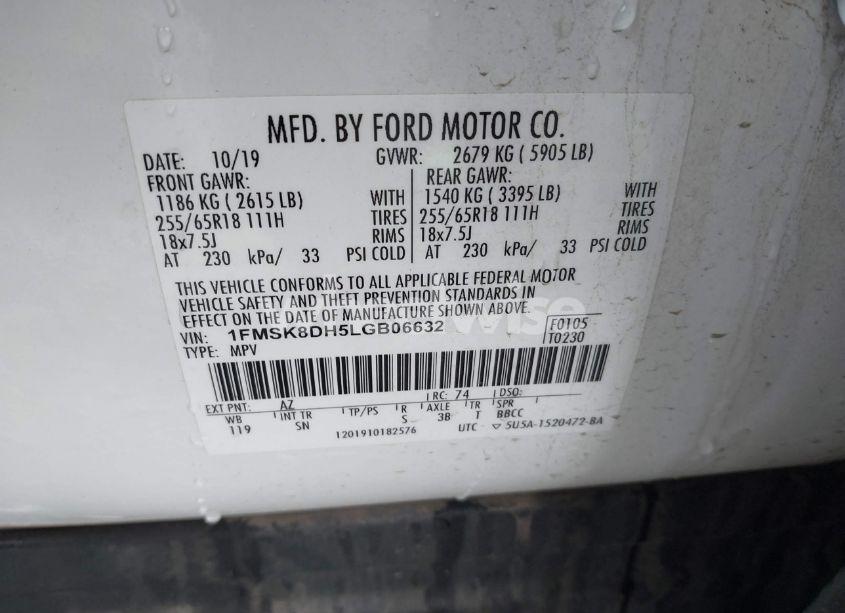 MFD. BY FORD MOTOR CO.
DATE: 10/19 GVWR: 2679 KG ( 5905 LB)
FRONT GAWR: REAR GAWR:
1186 KG ( 2615 LB) WITH 1540 KG ( 3395 LB) WITH
255/65R18 111H TIRES 255/65R18 111H TIRES
18x7.5J RIMS 18x7.5J RIMS
AT 230 kPa/ 33 PSI COLD AT 230 kPa/ 33 PSI COLD
THIS VEHICLE CONFORMS TO ALL APPLICABLE FEDERAL MOTOR
VEHICLE SAFETY AND THEFT PREVENTION STANDARDS IN
EFFECT ON THE DATE OF MANUFACTURE SHOWN ABOVE.
VIN: 1FMSK8DH5LGB06632 F0105
TYPE: MPV T0230
EXT PNT: AZ RC: 74 DSO:
WB INT TR TP/PS R AXLE TR SPR
119 SN S 3B T BBCC
1201910182576 UTC ▽ 5U5A-1520472-BA